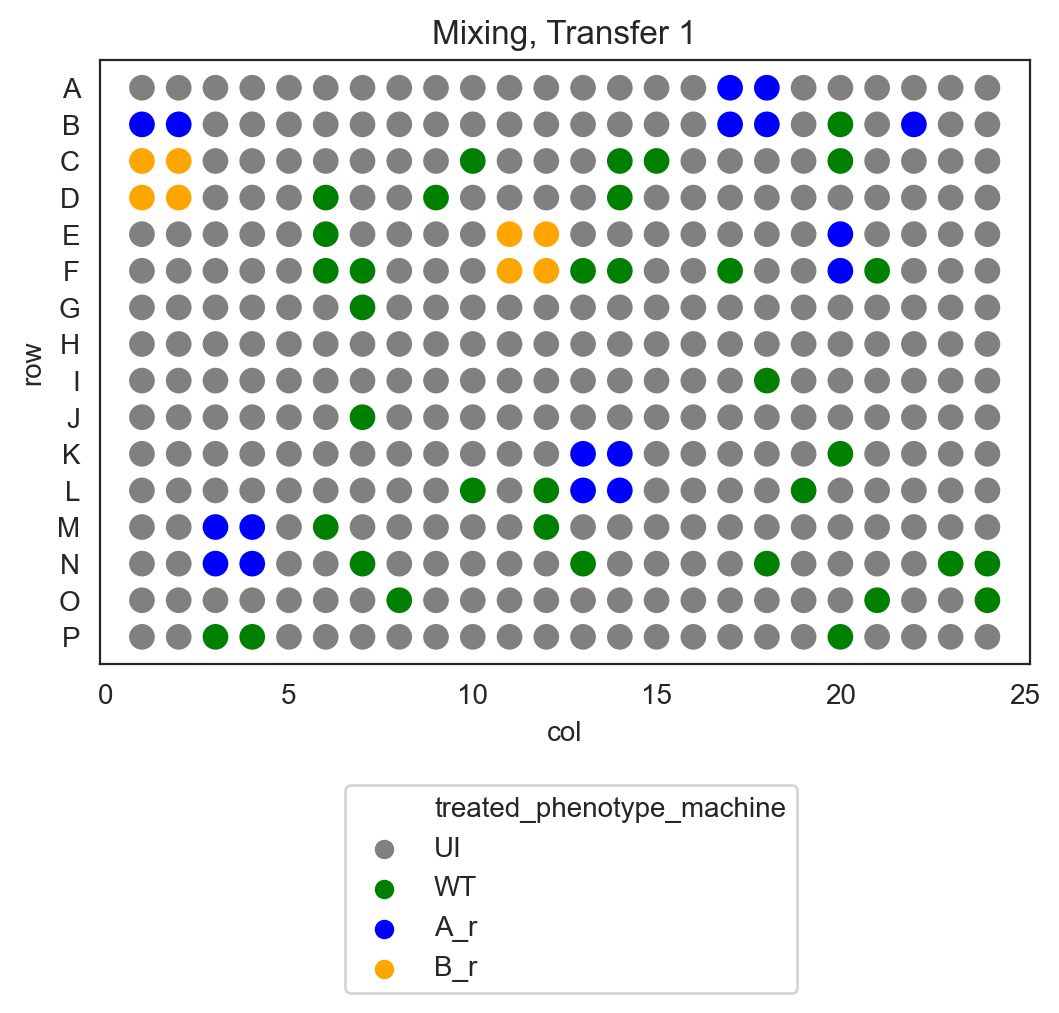 Mixing, Transfer 1
A
B
C
D
E
F
G
H
I
J
K
L
M
N
O
P
row
0 5 10 15 20 25
col
treated_phenotype_machine
UI
WT
A_r
B_r